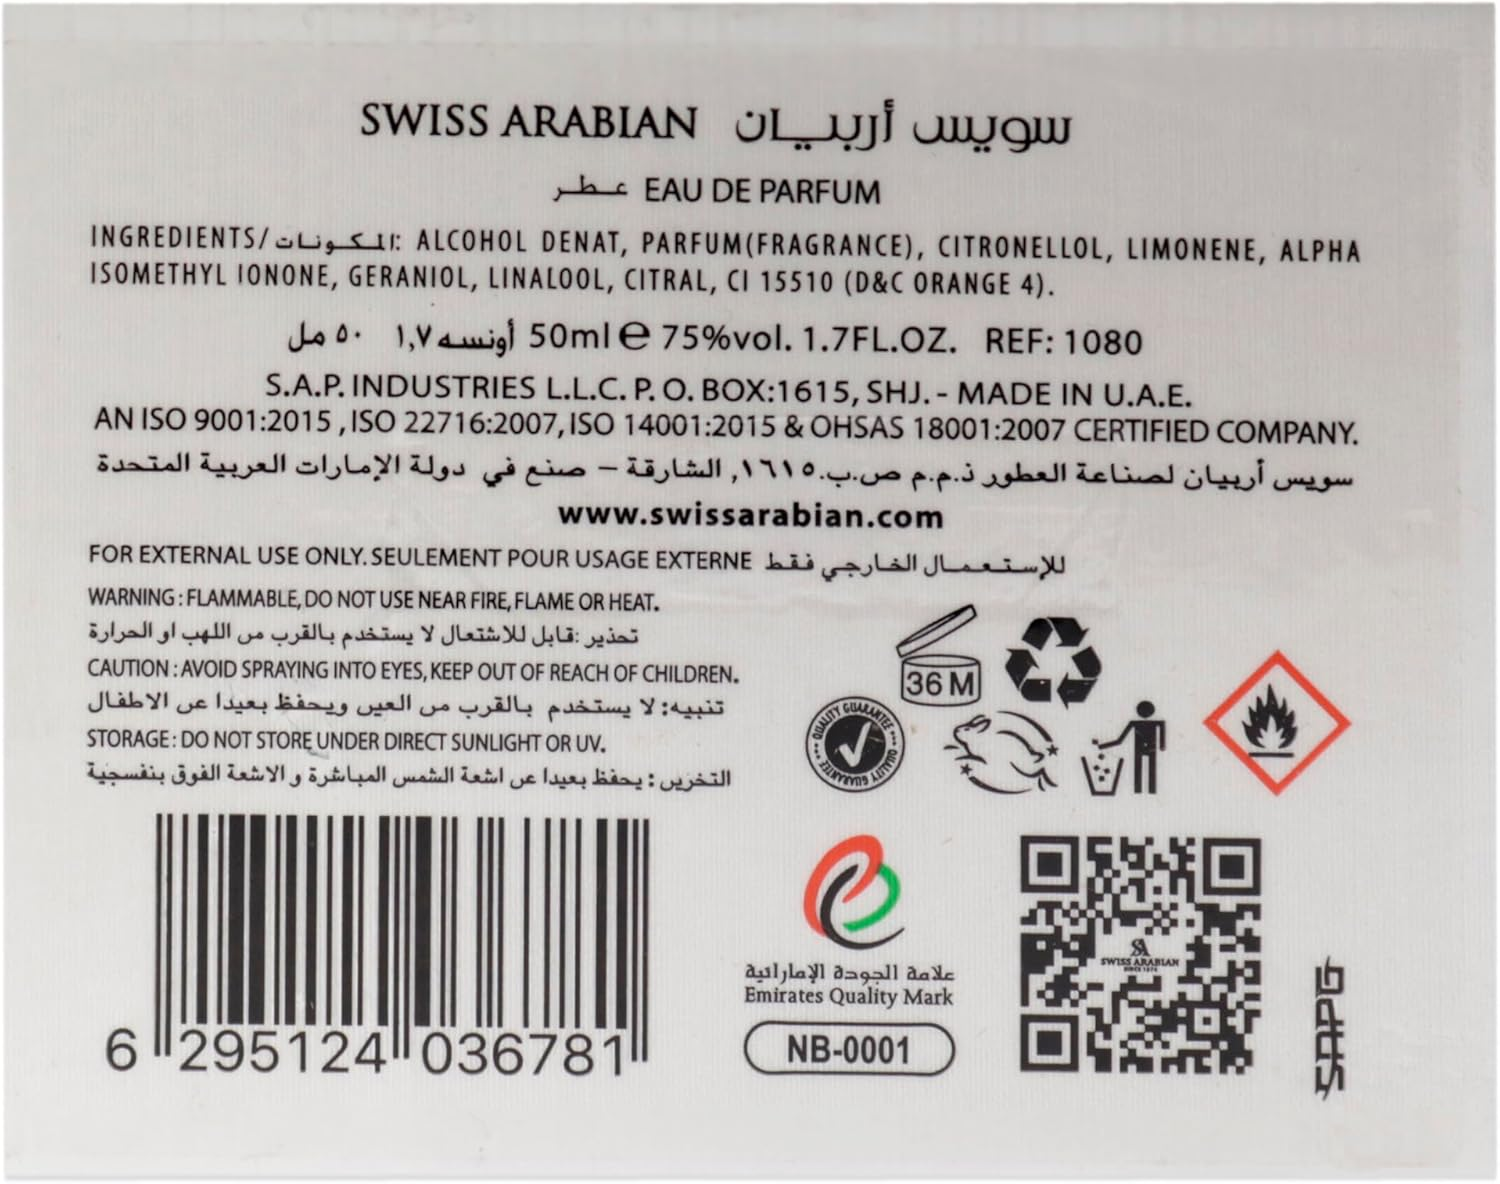 SWISS ARABIAN سويس أربيان
عطر EAU DE PARFUM
INGREDIENTS/المكونات: ALCOHOL DENAT, PARFUM(FRAGRANCE), CITRONELLOL, LIMONENE, ALPHA
ISOMETHYL IONONE, GERANIOL, LINALOOL, CITRAL, CI 15510 (D&C ORANGE 4).
٥٠ مل ١,٧ أونسه 50ml e 75%vol. 1.7FL.OZ. REF: 1080
S.A.P. INDUSTRIES L.L.C. P. O. BOX:1615, SHJ. - MADE IN U.A.E.
AN ISO 9001:2015 , ISO 22716:2007, ISO 14001:2015 & OHSAS 18001:2007 CERTIFIED COMPANY.
سويس أربيان لصناعة العطور ذ.م.م ص.ب.١٦١٥, الشارقة – صنع في دولة الإمارات العربية المتحدة
www.swissarabian.com
FOR EXTERNAL USE ONLY. SEULEMENT POUR USAGE EXTERNE للإستعمال الخارجي فقط
WARNING : FLAMMABLE, DO NOT USE NEAR FIRE, FLAME OR HEAT.
تحذير :قابل للاشتعال لا يستخدم بالقرب من اللهب او الحرارة
CAUTION : AVOID SPRAYING INTO EYES, KEEP OUT OF REACH OF CHILDREN.
تنبيه: لا يستخدم بالقرب من العين ويحفظ بعيدا عن الاطفال
STORAGE : DO NOT STORE UNDER DIRECT SUNLIGHT OR UV.
التخزين : يحفظ بعيدا عن اشعة الشمس المباشرة و الاشعة الفوق بنفسجية
36 M
QUALITY GUARANTEE
QUALITY GUARANTEE
6 295124 036781
علامة الجودة الإماراتية
Emirates Quality Mark
NB-0001
SA
SWISS ARABIAN
SINCE 1974
SAPG